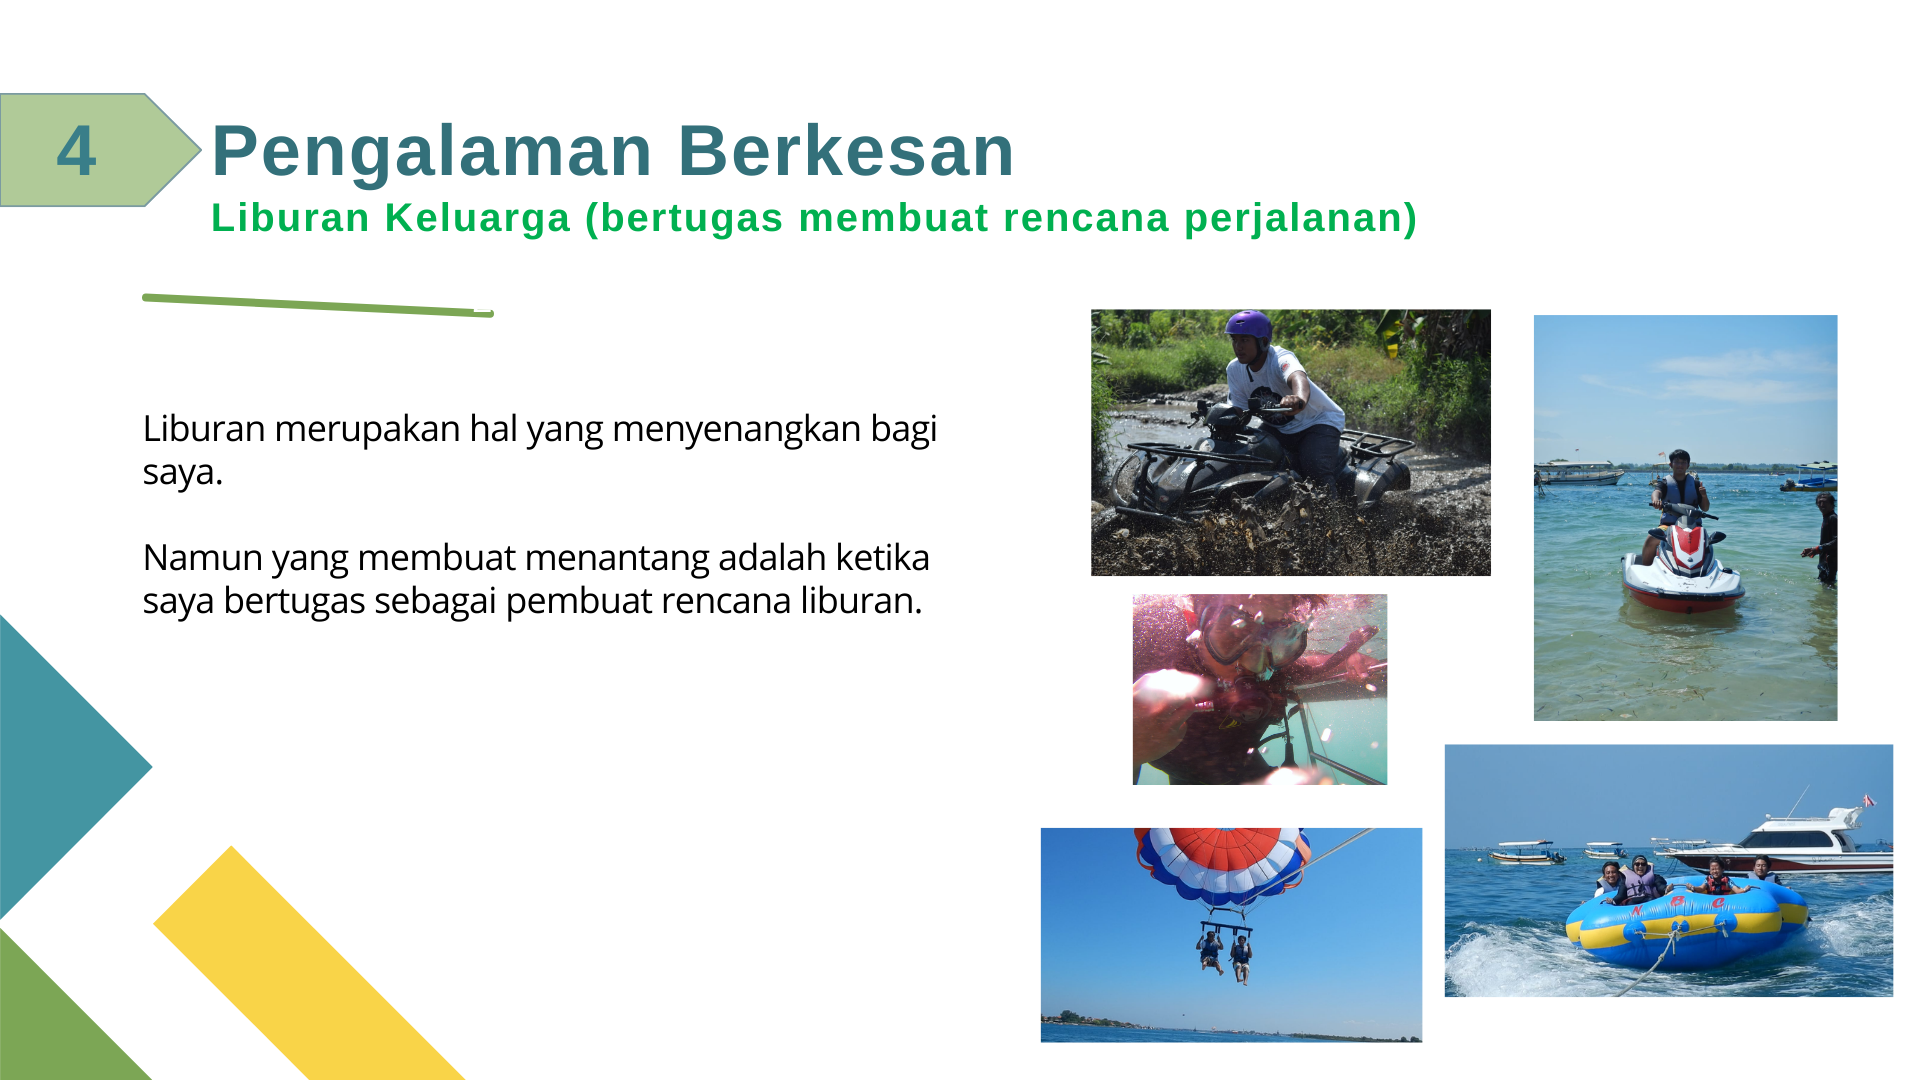 4
Pengalaman Berkesan
Liburan Keluarga (bertugas membuat rencana perjalanan)
Liburan merupakan hal yang menyenangkan bagi
saya.
Namun yang membuat menantang adalah ketika
saya bertugas sebagai pembuat rencana liburan.